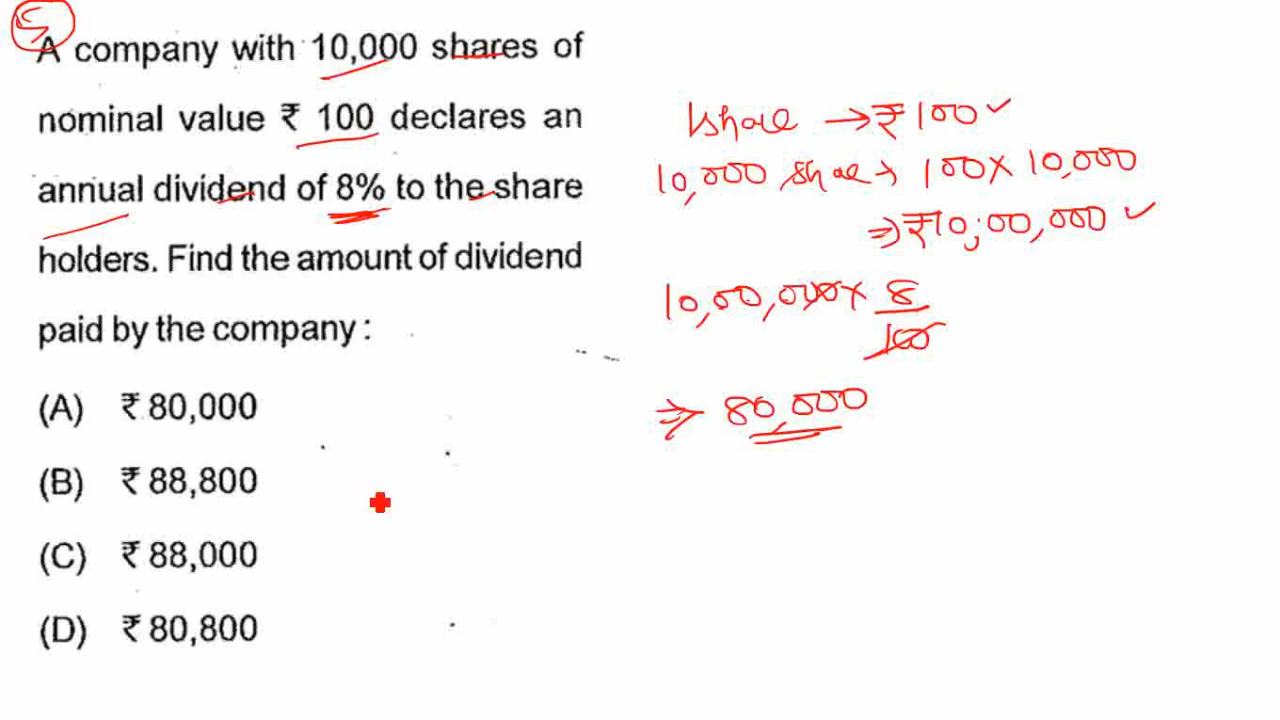 5
A company with 10,000 shares of
nominal value ₹ 100 declares an
annual dividend of 8% to the share
holders. Find the amount of dividend
paid by the company :
(A) ₹ 80,000
(B) ₹ 88,800
(C) ₹ 88,000
(D) ₹ 80,800
1share → ₹100 ✓
10,000 share → 100 × 10,000
⇒ ₹10,00,000 ✓
10,00,000 × 8
100
⇒ 80,000